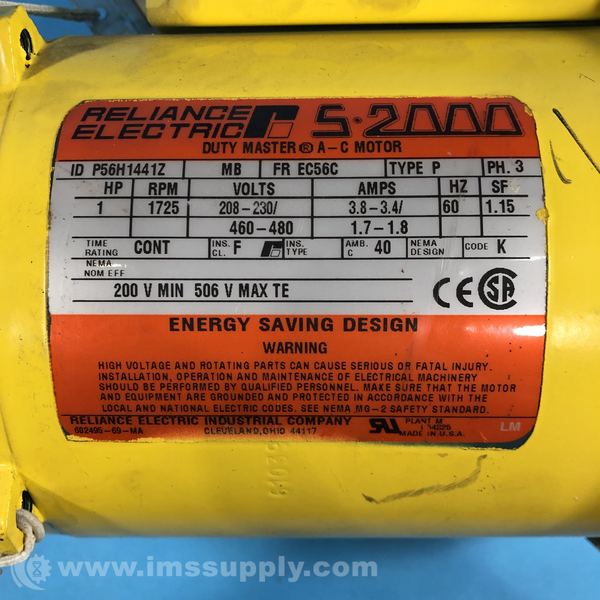 RELIANCE
ELECTRIC
S-2000
DUTY MASTER® A-C MOTOR
ID P56H1441Z MB FR EC56C TYPE P PH. 3
HP RPM VOLTS AMPS HZ SF
1 1725 208-230/ 3.8-3.4/ 60 1.15
460-480 1.7-1.8
TIME RATING CONT INS. CL. F INS. TYPE AMB. C 40 NEMA DESIGN CODE K
NEMA
NOM EFF
200 V MIN 506 V MAX TE
CE SA
ENERGY SAVING DESIGN
WARNING
HIGH VOLTAGE AND ROTATING PARTS CAN CAUSE SERIOUS OR FATAL INJURY.
INSTALLATION, OPERATION AND MAINTENANCE OF ELECTRICAL MACHINERY
SHOULD BE PERFORMED BY QUALIFIED PERSONNEL. MAKE SURE THAT THE MOTOR
AND EQUIPMENT ARE GROUNDED AND PROTECTED IN ACCORDANCE WITH THE
LOCAL AND NATIONAL ELECTRIC CODES. SEE NEMA MG-2 SAFETY STANDARD.
RELIANCE ELECTRIC INDUSTRIAL COMPANY
602495-69-MA CLEVELAND, OHIO 44117
PLANT M
MADE IN U.S.A.
LM
www.imssupply.com